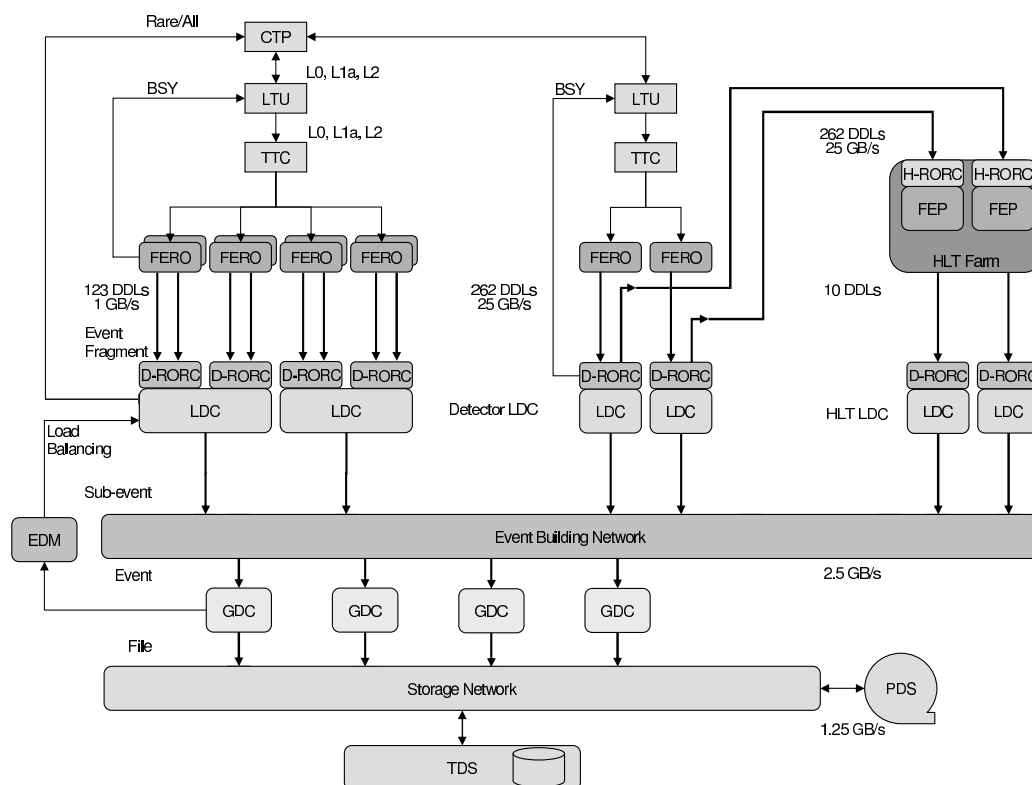 Rare/All
CTP
L0, L1a, L2
BSY
LTU
BSY
LTU
L0, L1a, L2
TTC
TTC
262 DDLs
25 GB/s
H-RORC
H-RORC
FEP
FEP
HLT Farm
FERO
FERO
FERO
FERO
FERO
FERO
123 DDLs
1 GB/s
262 DDLs
25 GB/s
10 DDLs
Event
Fragment
D-RORC
D-RORC
D-RORC
D-RORC
D-RORC
D-RORC
D-RORC
D-RORC
LDC
LDC
Detector LDC
LDC
LDC
HLT LDC
LDC
LDC
Load
Balancing
Sub-event
EDM
Event Building Network
Event
2.5 GB/s
GDC
GDC
GDC
GDC
File
Storage Network
PDS
1.25 GB/s
TDS